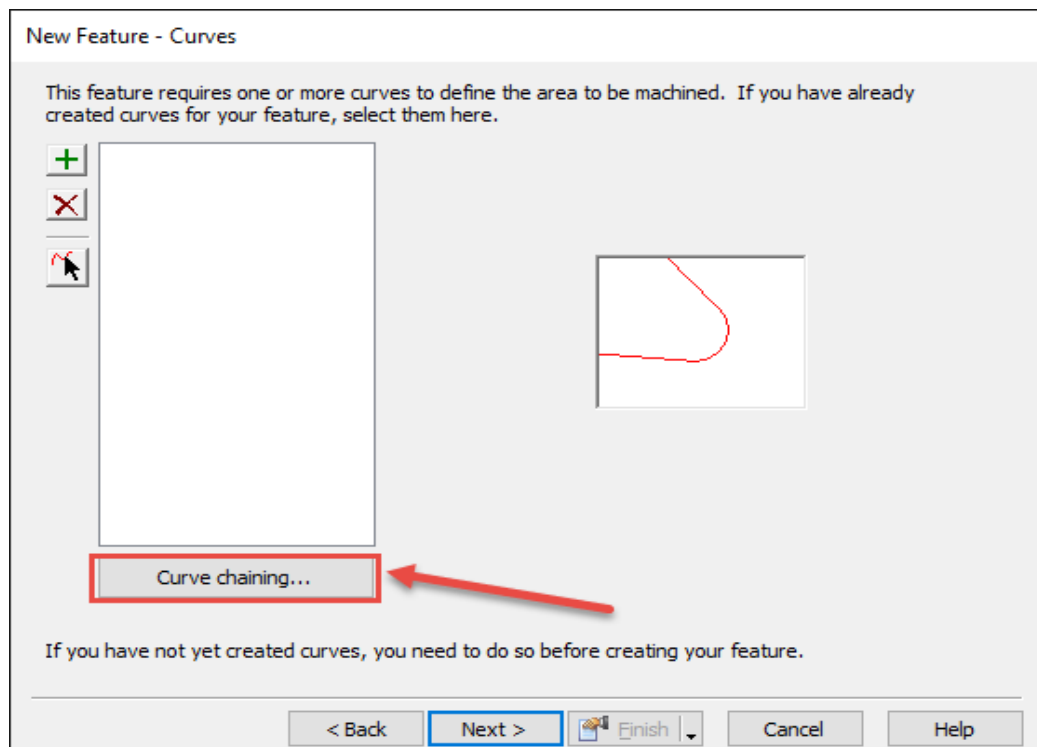 New Feature - Curves
This feature requires one or more curves to define the area to be machined.  If you have already
created curves for your feature, select them here.
Curve chaining...
If you have not yet created curves, you need to do so before creating your feature.
< Back
Next >
Finish
Cancel
Help